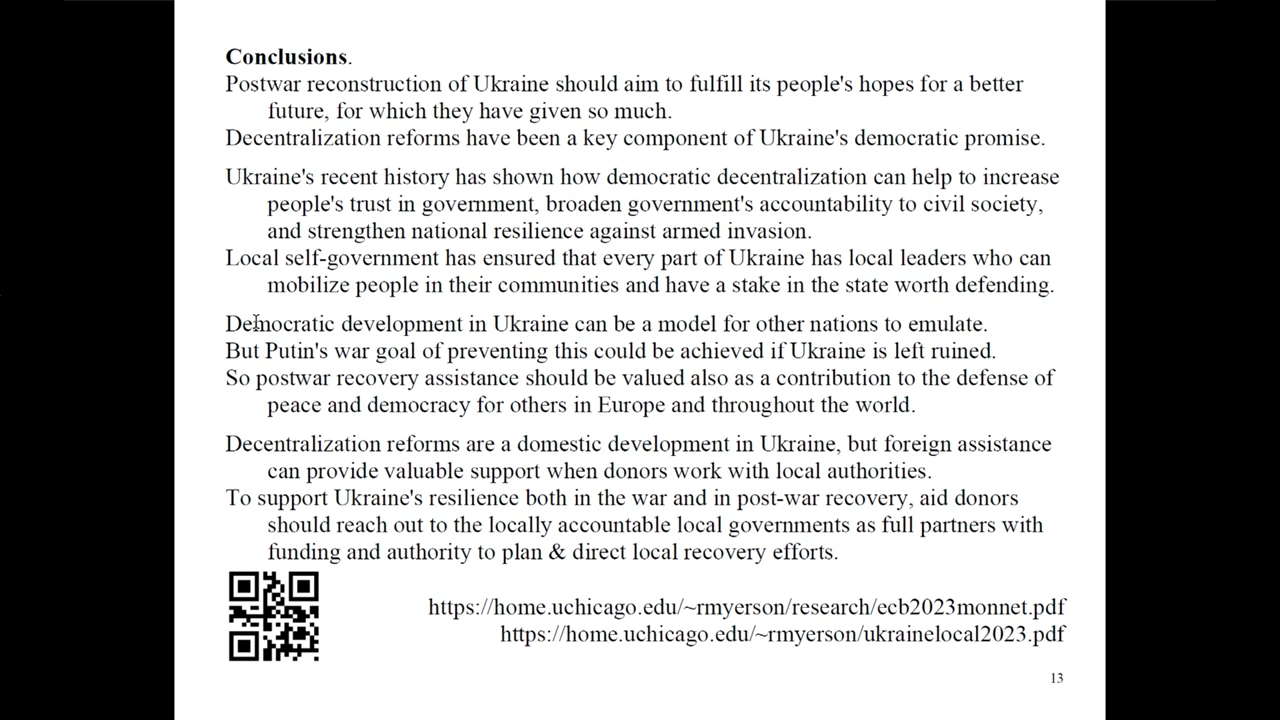 Conclusions.
Postwar reconstruction of Ukraine should aim to fulfill its people's hopes for a better
future, for which they have given so much.
Decentralization reforms have been a key component of Ukraine's democratic promise.
Ukraine's recent history has shown how democratic decentralization can help to increase
people's trust in government, broaden government's accountability to civil society,
and strengthen national resilience against armed invasion.
Local self-government has ensured that every part of Ukraine has local leaders who can
mobilize people in their communities and have a stake in the state worth defending.
Democratic development in Ukraine can be a model for other nations to emulate.
But Putin's war goal of preventing this could be achieved if Ukraine is left ruined.
So postwar recovery assistance should be valued also as a contribution to the defense of
peace and democracy for others in Europe and throughout the world.
Decentralization reforms are a domestic development in Ukraine, but foreign assistance
can provide valuable support when donors work with local authorities.
To support Ukraine's resilience both in the war and in post-war recovery, aid donors
should reach out to the locally accountable local governments as full partners with
funding and authority to plan & direct local recovery efforts.
https://home.uchicago.edu/~rmyerson/research/ecb2023monnet.pdf
https://home.uchicago.edu/~rmyerson/ukrainelocal2023.pdf
13